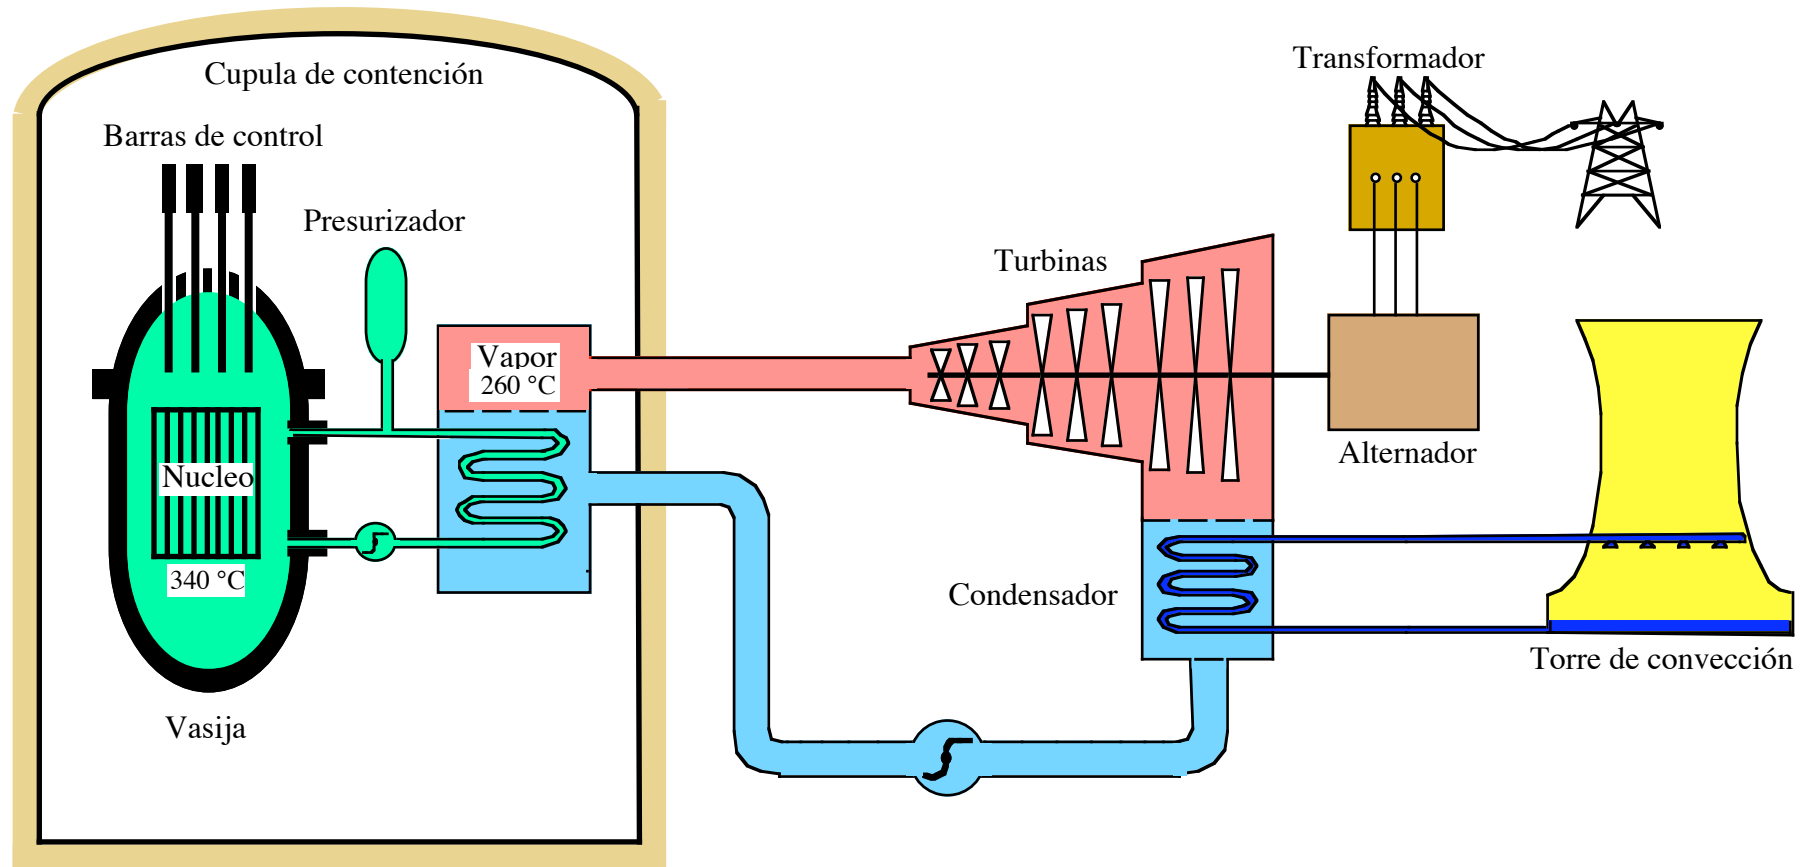 Cupula de contención
Barras de control
Presurizador
Vapor
260 °C
Nucleo
340 °C
Vasija
Turbinas
Transformador
Alternador
Condensador
Torre de convección